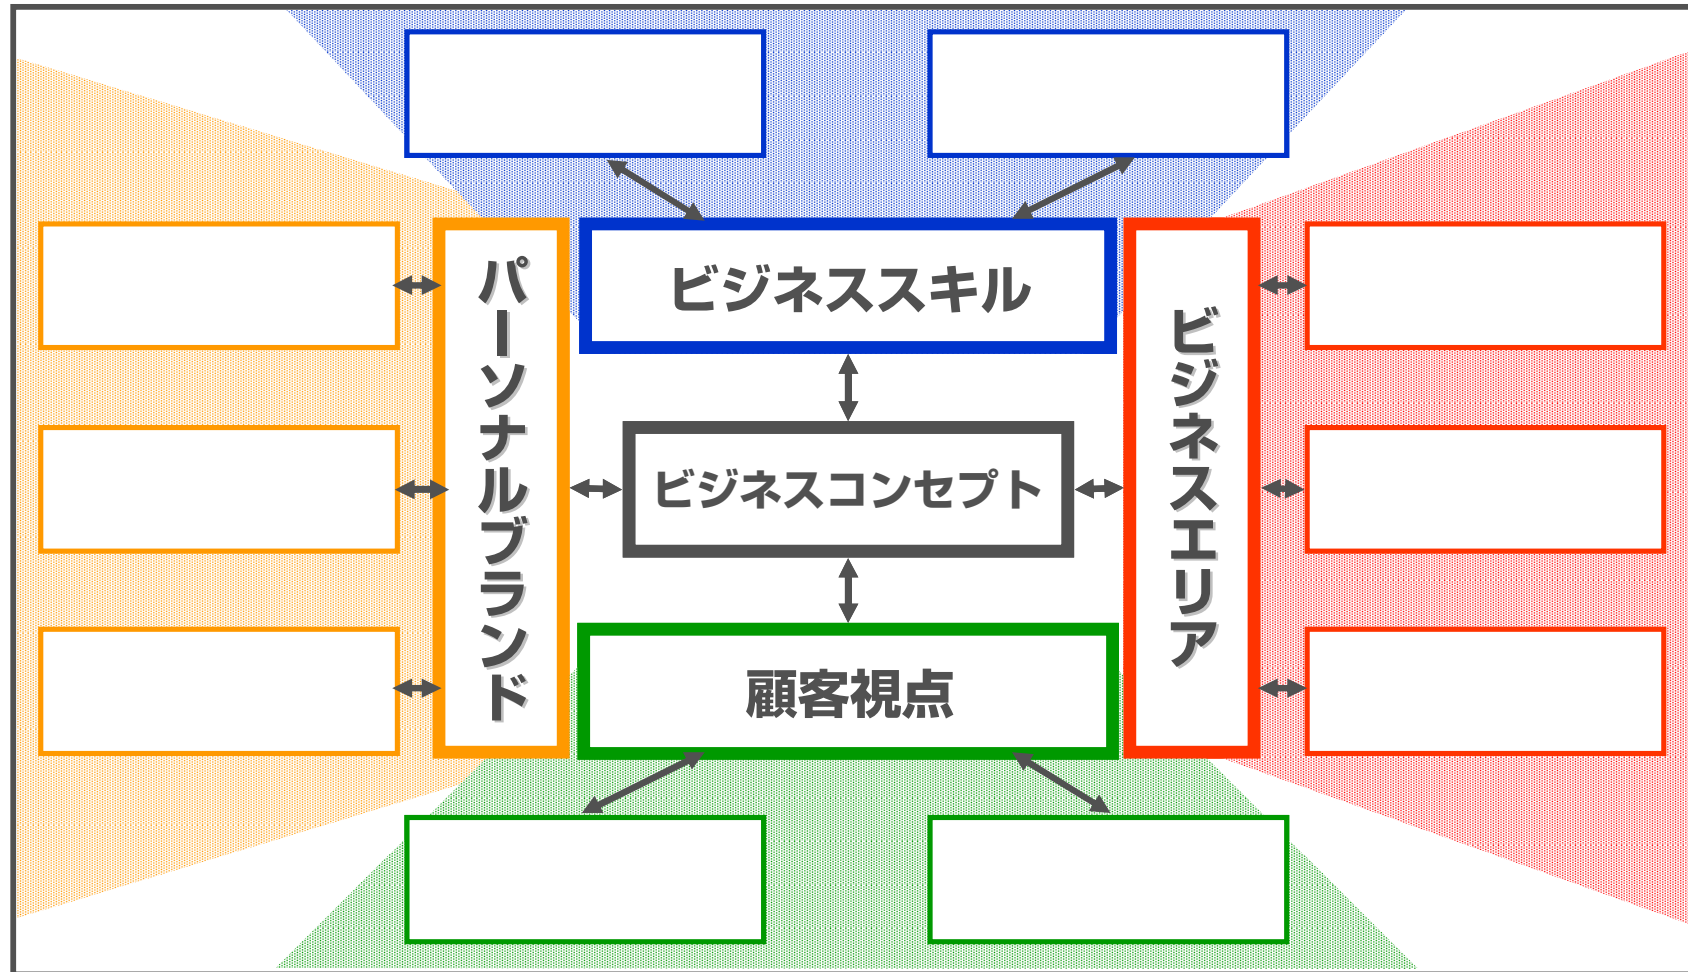 ビジネススキル
パーソナルブランド
ビジネスコンセプト
ビジネスエリア
顧客視点